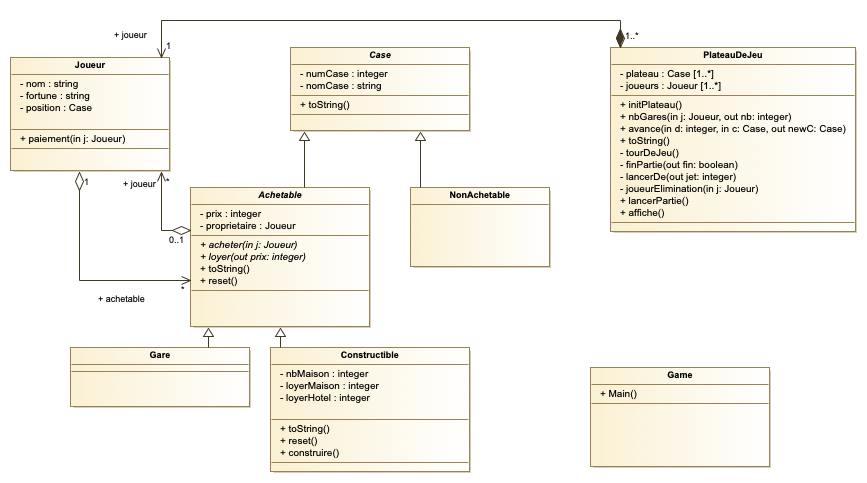 + joueur
1
1..*
Joueur
- nom : string
- fortune : string
- position : Case
+ paiement(in j: Joueur)
Case
- numCase : integer
- nomCase : string
+ toString()
PlateauDeJeu
- plateau : Case [1..*]
- joueurs : Joueur [1..*]
+ initPlateau()
+ nbGares(in j: Joueur, out nb: integer)
+ avance(in d: integer, in c: Case, out newC: Case)
+ toString()
- tourDeJeu()
- finPartie(out fin: boolean)
- lancerDe(out jet: integer)
- joueurElimination(in j: Joueur)
+ lancerPartie()
+ affiche()
1
+ joueur
*
0..1
*
+ achetable
Achetable
- prix : integer
- proprietaire : Joueur
+ acheter(in j: Joueur)
+ loyer(out prix: integer)
+ toString()
+ reset()
NonAchetable
Gare
Constructible
- nbMaison : integer
- loyerMaison : integer
- loyerHotel : integer
+ toString()
+ reset()
+ construire()
Game
+ Main()